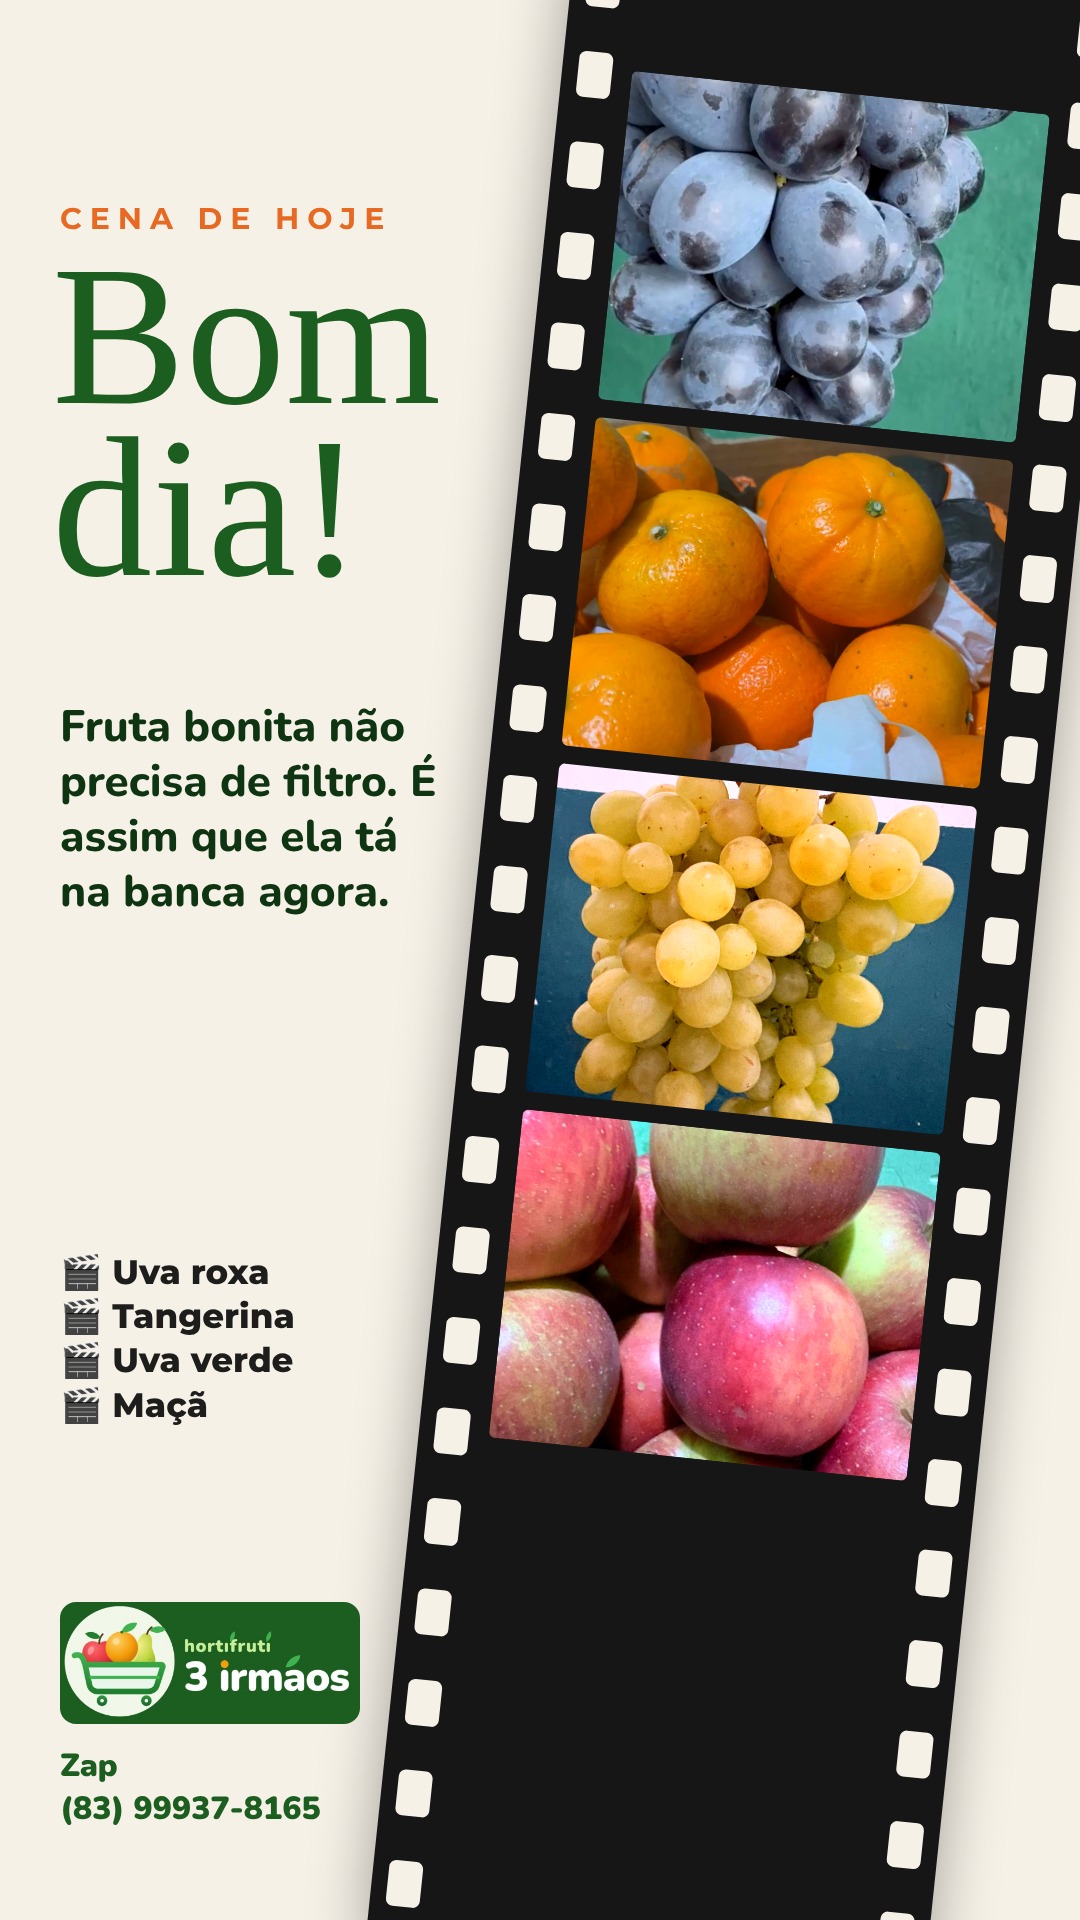 CENA DE HOJE
Bom
dia!
Fruta bonita não
precisa de filtro. É
assim que ela tá
na banca agora.
🎬 Uva roxa
🎬 Tangerina
🎬 Uva verde
🎬 Maçã
hortifruti
3 irmãos
Zap
(83) 99937-8165